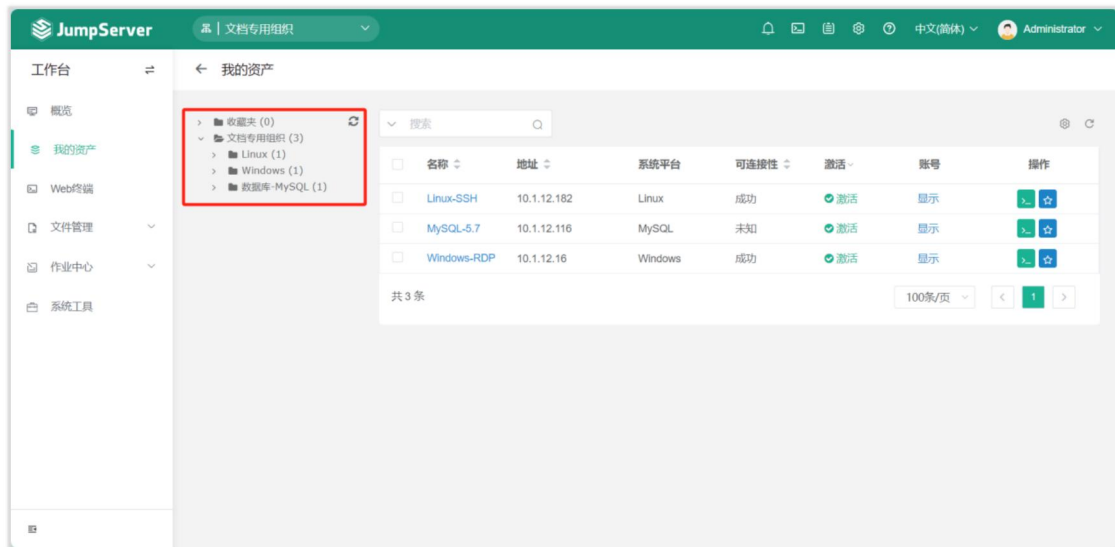 JumpServer 文档专用组织 中文(简体) Administrator
工作台 我的资产
概览
我的资产
Web终端
文件管理
作业中心
系统工具
收藏夹 (0)
文档专用组织 (3)
Linux (1)
Windows (1)
数据库-MySQL (1)
搜索
名称 地址 系统平台 可连接性 激活 账号 操作
Linux-SSH 10.1.12.182 Linux 成功 激活 显示
MySQL-5.7 10.1.12.116 MySQL 未知 激活 显示
Windows-RDP 10.1.12.16 Windows 成功 激活 显示
共 3 条 100条/页 1